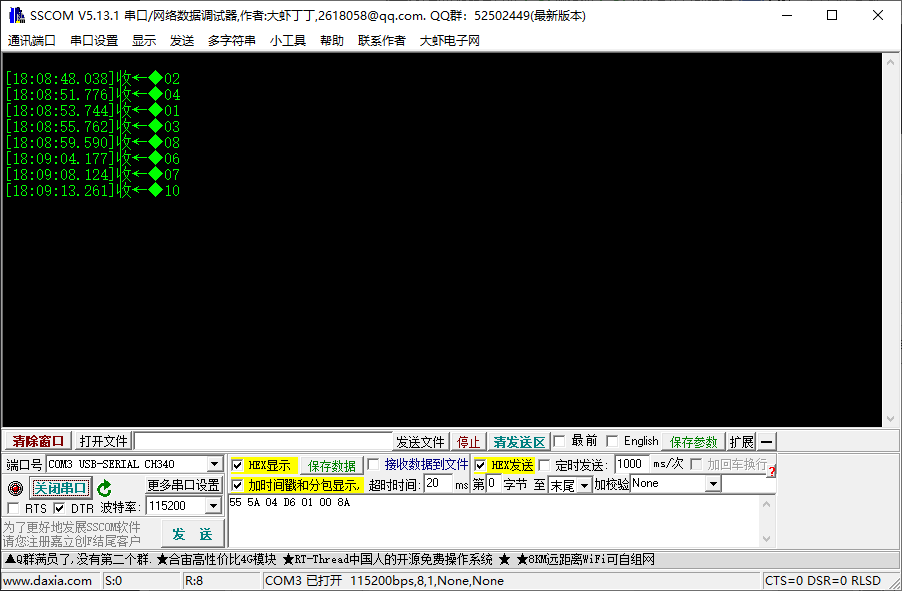 SSCOM V5.13.1 串口/网络数据调试器,作者:大虾丁丁,2618058@qq.com. QQ群: 52502449(最新版本)
通讯端口 串口设置 显示 发送 多字符串 小工具 帮助 联系作者 大虾电子网
[18:08:48.038]收←◆02
[18:08:51.776]收←◆04
[18:08:53.744]收←◆01
[18:08:55.762]收←◆03
[18:08:59.590]收←◆08
[18:09:04.177]收←◆06
[18:09:08.124]收←◆07
[18:09:13.261]收←◆10
清除窗口 打开文件 发送文件 停止 清发送区 最前 English 保存参数 扩展 —
端口号 COM3 USB-SERIAL CH340 HEX显示 保存数据 接收数据到文件 HEX发送 定时发送: 1000 ms/次 加回车换行
关闭串口 更多串口设置 加时间戳和分包显示, 超时时间: 20 ms 第0 字节 至 末尾 加校验 None
RTS DTR 波特率: 115200 55 5A 04 D6 01 00 8A
为了更好地发展SSCOM软件
请您注册嘉立创F结尾客户
发 送
▲Q群满员了,没有第二个群. ★合宙高性价比4G模块 ★RT-Thread中国人的开源免费操作系统 ★ ★8KM远距离WiFi可自组网
www.daxia.com S:0 R:8 COM3 已打开 115200bps,8,1,None,None CTS=0 DSR=0 RLSD